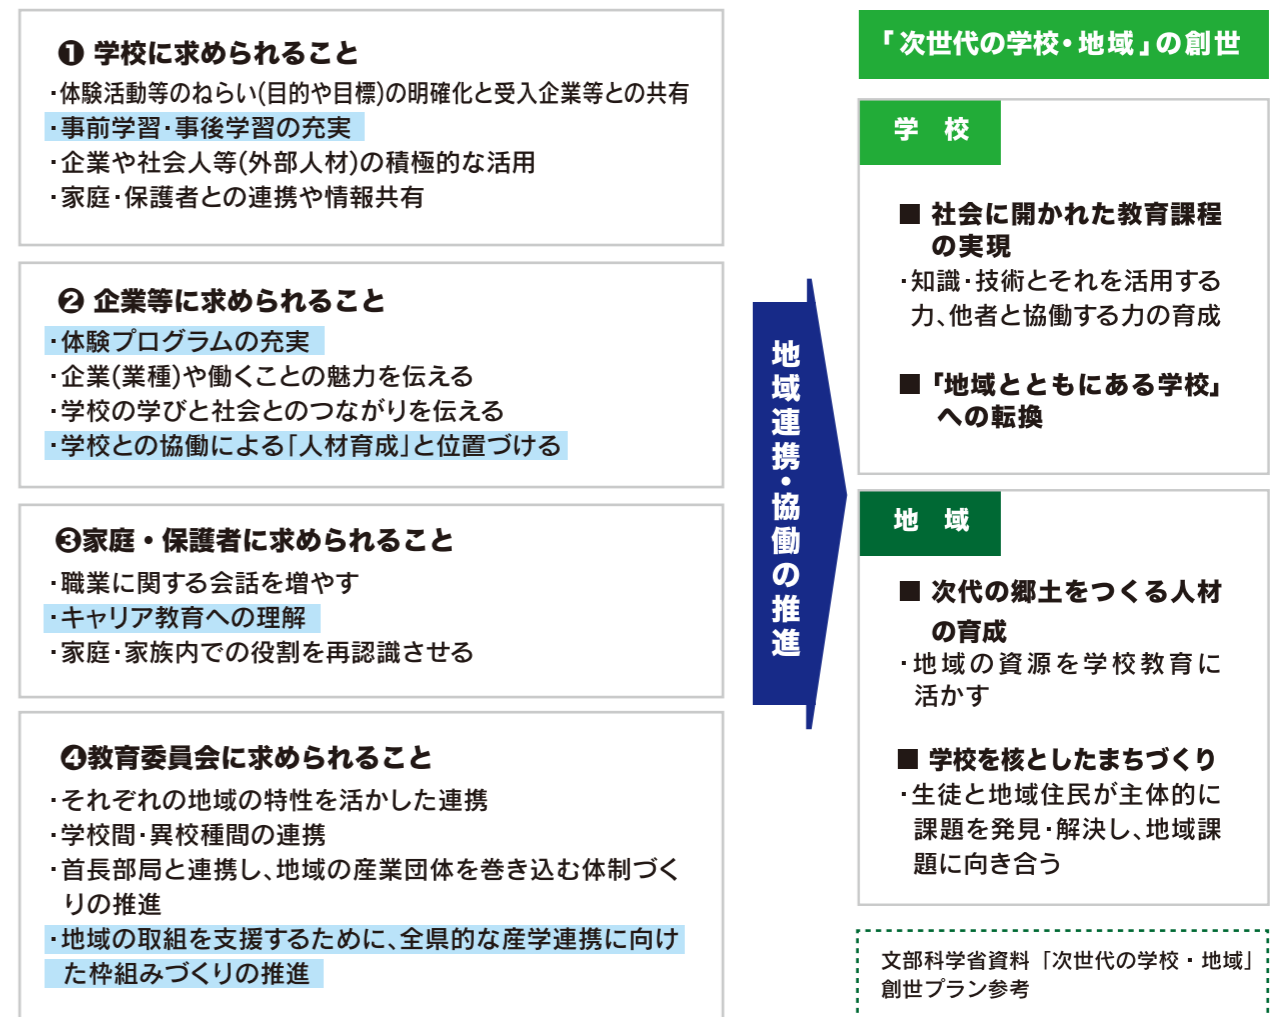 ❶ 学校に求められること
・体験活動等のねらい(目的や目標)の明確化と受入企業等との共有
・事前学習・事後学習の充実
・企業や社会人等(外部人材)の積極的な活用
・家庭・保護者との連携や情報共有
❷ 企業等に求められること
・体験プログラムの充実
・企業(業種)や働くことの魅力を伝える
・学校の学びと社会とのつながりを伝える
・学校との協働による「人材育成」と位置づける
❸家庭・保護者に求められること
・職業に関する会話を増やす
・キャリア教育への理解
・家庭・家族内での役割を再認識させる
❹教育委員会に求められること
・それぞれの地域の特性を活かした連携
・学校間・異校種間の連携
・首長部局と連携し、地域の産業団体を巻き込む体制づく
りの推進
・地域の取組を支援するために、全県的な産学連携に向け
た枠組みづくりの推進
地域連携・協働の推進
「次世代の学校・地域」の創世
学 校
■ 社会に開かれた教育課程
の実現
・知識・技術とそれを活用する
力、他者と協働する力の育成
■「地域とともにある学校」
への転換
地 域
■ 次代の郷土をつくる人材
の育成
・地域の資源を学校教育に
活かす
■ 学校を核としたまちづくり
・生徒と地域住民が主体的に
課題を発見・解決し、地域課
題に向き合う
文部科学省資料「次世代の学校・地域」
創世プラン参考